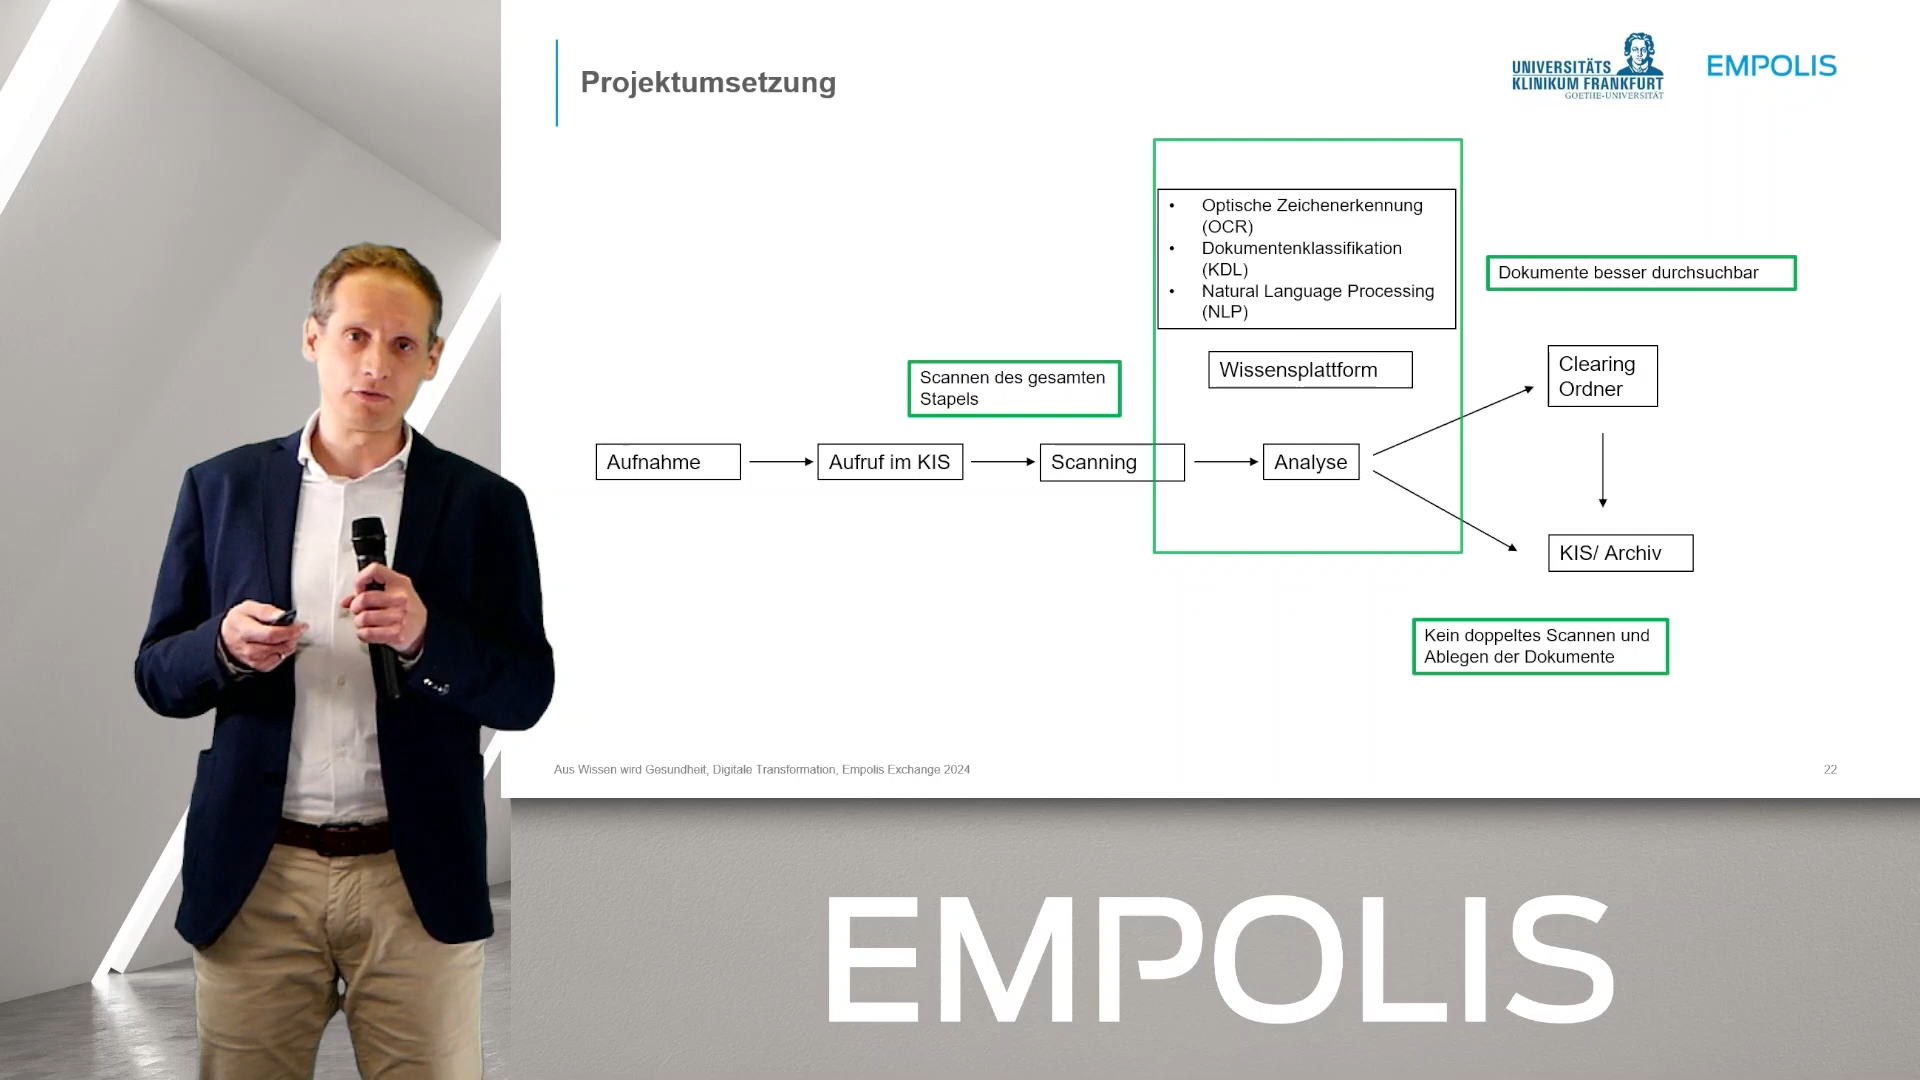 Projektumsetzung
UNIVERSITÄTS
KLINIKUM FRANKFURT
GOETHE-UNIVERSITÄT
EMPOLIS
• Optische Zeichenerkennung
(OCR)
• Dokumentenklassifikation
(KDL)
• Natural Language Processing
(NLP)
Dokumente besser durchsuchbar
Wissensplattform
Scannen des gesamten
Stapels
Clearing
Ordner
Aufnahme
Aufruf im KIS
Scanning
Analyse
KIS/ Archiv
Kein doppeltes Scannen und
Ablegen der Dokumente
Aus Wissen wird Gesundheit, Digitale Transformation, Empolis Exchange 2024
22
EMPOLIS